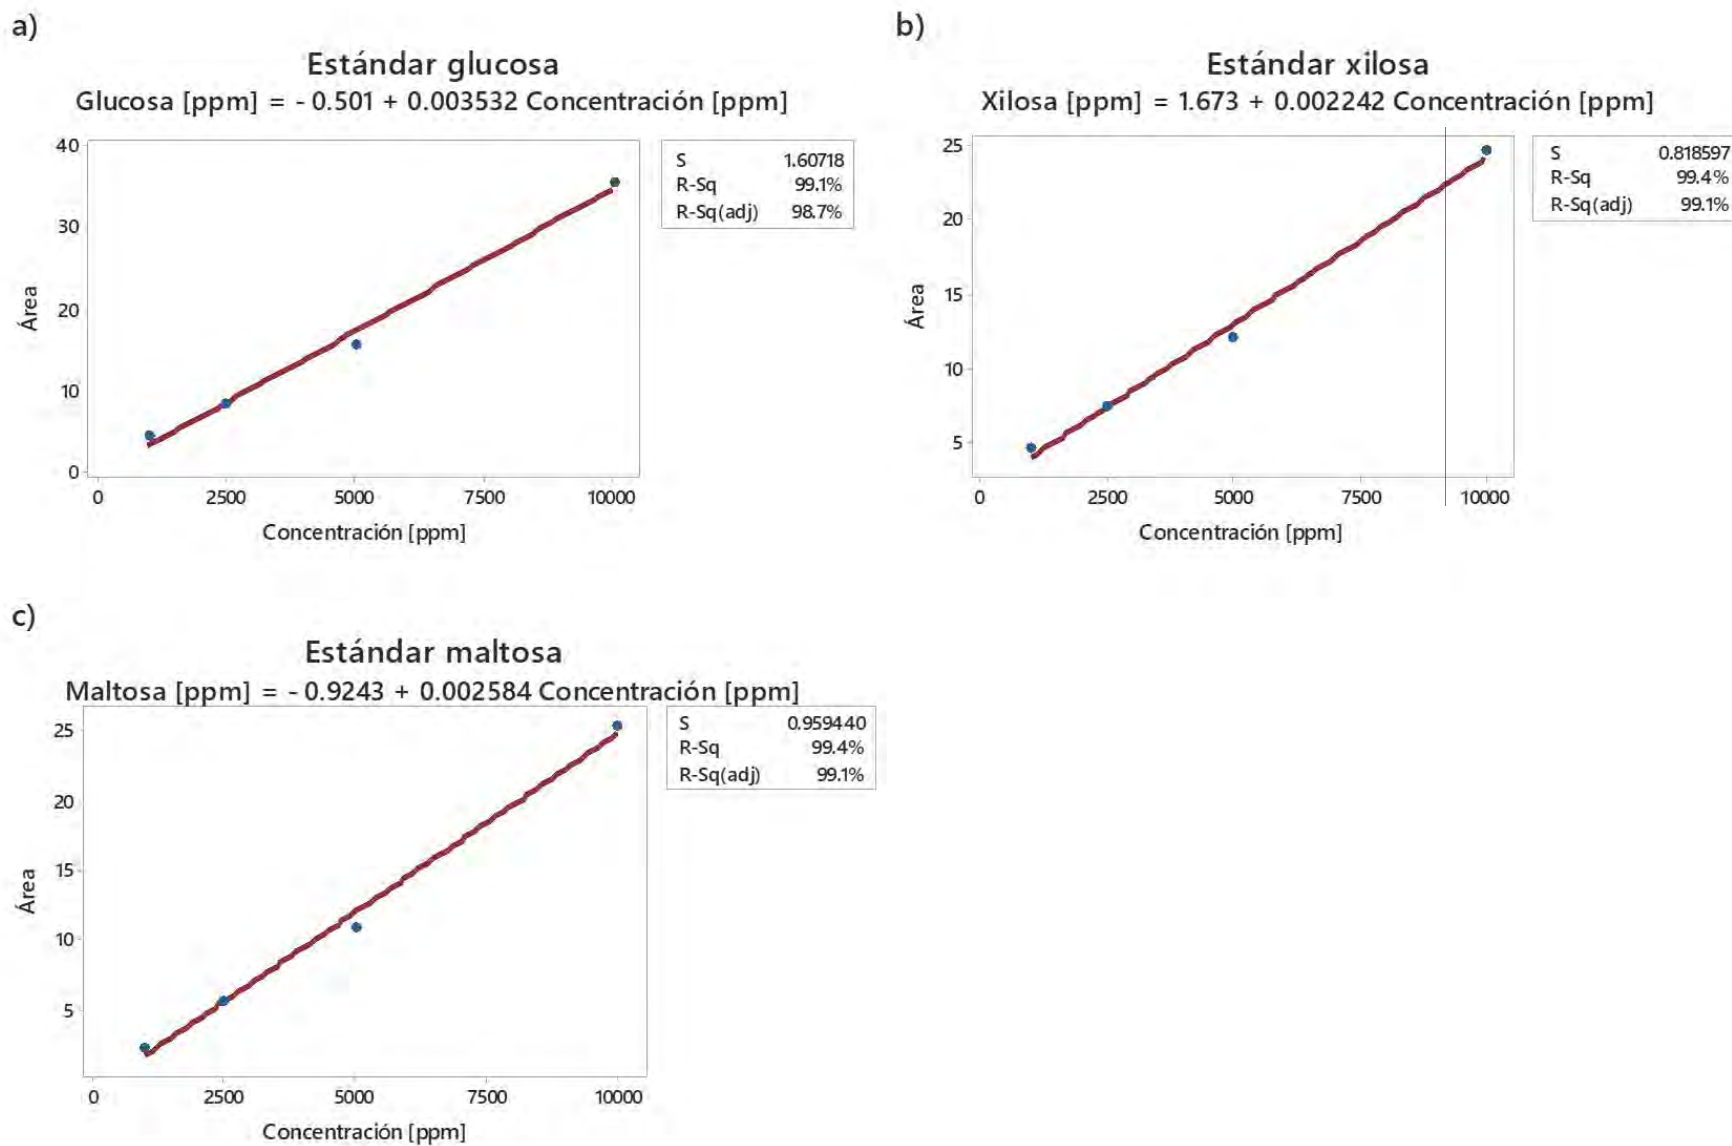 a)
Estándar glucosa
Glucosa [ppm] = - 0.501 + 0.003532 Concentración [ppm]
S 1.60718
R-Sq 99.1%
R-Sq(adj) 98.7%
40
30
20
10
0
Área
0 2500 5000 7500 10000
Concentración [ppm]
b)
Estándar xilosa
Xilosa [ppm] = 1.673 + 0.002242 Concentración [ppm]
S 0.818597
R-Sq 99.4%
R-Sq(adj) 99.1%
25
20
15
10
5
Área
0 2500 5000 7500 10000
Concentración [ppm]
c)
Estándar maltosa
Maltosa [ppm] = - 0.9243 + 0.002584 Concentración [ppm]
S 0.959440
R-Sq 99.4%
R-Sq(adj) 99.1%
25
20
15
10
5
Área
0 2500 5000 7500 10000
Concentración [ppm]